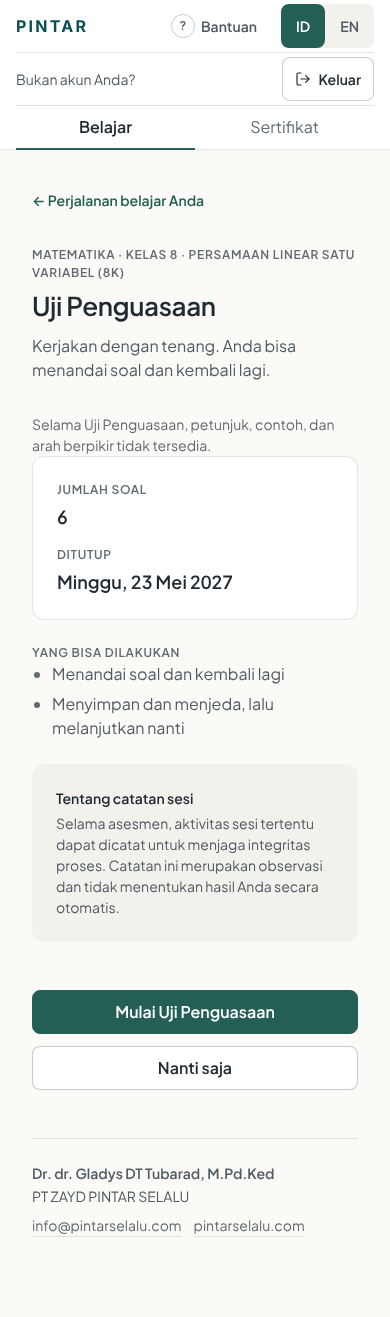 PINTAR
? Bantuan
ID EN
Bukan akun Anda?
Keluar
Belajar
Sertifikat
← Perjalanan belajar Anda
MATEMATIKA · KELAS 8 · PERSAMAAN LINEAR SATU
VARIABEL (8K)
Uji Penguasaan
Kerjakan dengan tenang. Anda bisa
menandai soal dan kembali lagi.
Selama Uji Penguasaan, petunjuk, contoh, dan
arah berpikir tidak tersedia.
JUMLAH SOAL
6
DITUTUP
Minggu, 23 Mei 2027
YANG BISA DILAKUKAN
• Menandai soal dan kembali lagi
• Menyimpan dan menjeda, lalu
melanjutkan nanti
Tentang catatan sesi
Selama asesmen, aktivitas sesi tertentu
dapat dicatat untuk menjaga integritas
proses. Catatan ini merupakan observasi
dan tidak menentukan hasil Anda secara
otomatis.
Mulai Uji Penguasaan
Nanti saja
Dr. dr. Gladys DT Tubarad, M.Pd.Ked
PT ZAYD PINTAR SELALU
info@pintarselalu.com pintarselalu.com